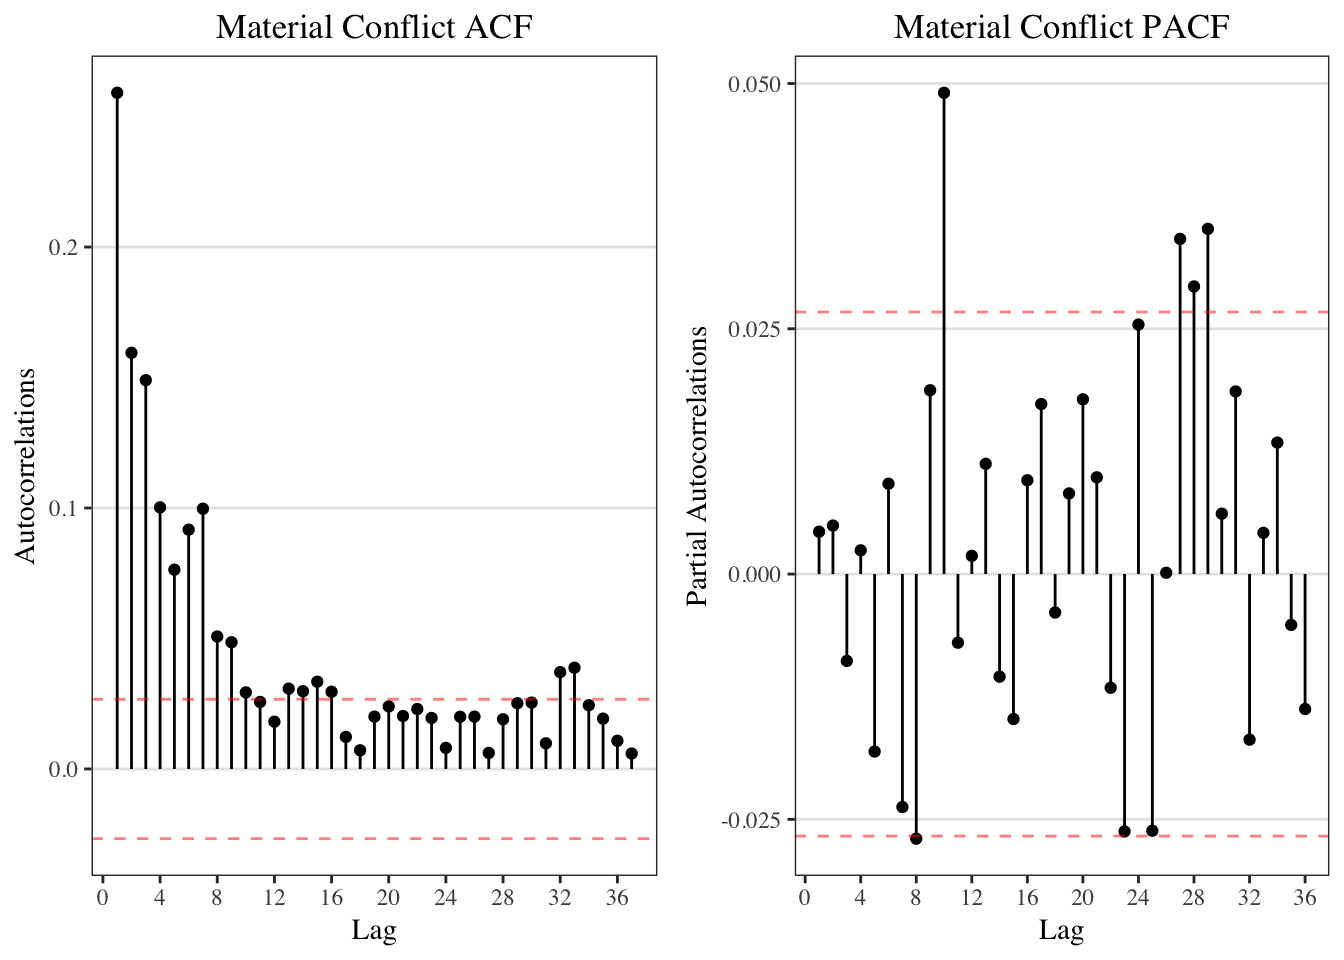 Material Conflict ACF
Autocorrelations
0.2
0.1
0.0
0 4 8 12 16 20 24 28 32 36
Lag
Material Conflict PACF
Partial Autocorrelations
0.050
0.025
0.000
-0.025
0 4 8 12 16 20 24 28 32 36
Lag